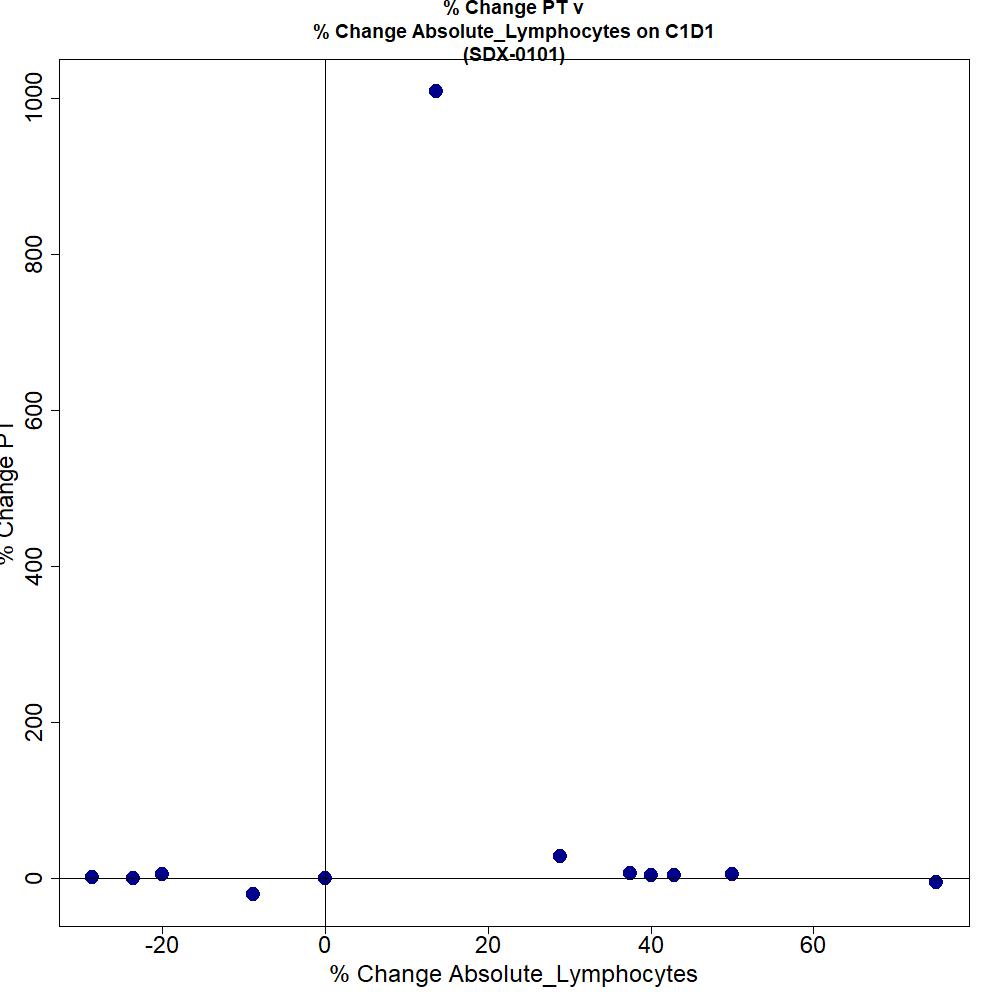 % Change PT v
% Change Absolute_Lymphocytes on C1D1
(SDX-0101)
% Change PT
1000
800
600
400
200
0
-20 0 20 40 60
% Change Absolute_Lymphocytes